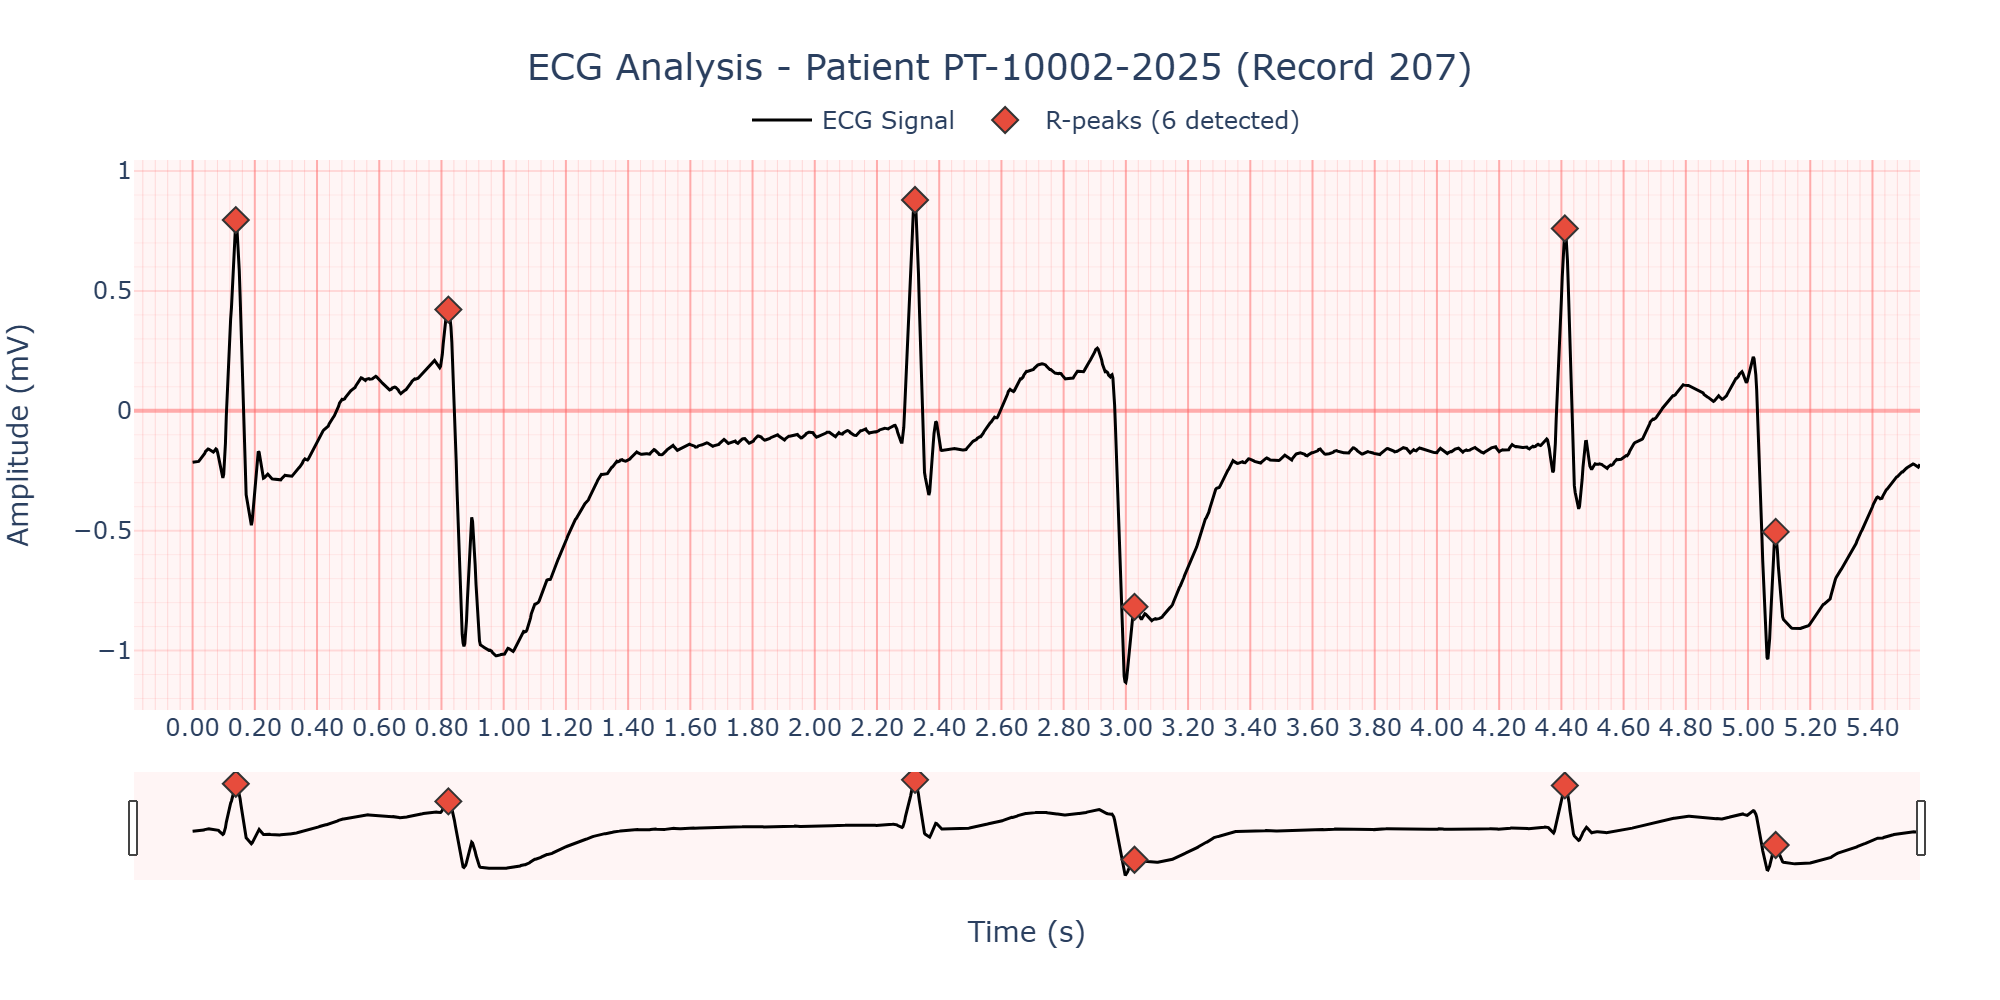 ECG Analysis - Patient PT-10002-2025 (Record 207)
ECG Signal R-peaks (6 detected)
1
0.5
0
−0.5
−1
Amplitude (mV)
0.00 0.20 0.40 0.60 0.80 1.00 1.20 1.40 1.60 1.80 2.00 2.20 2.40 2.60 2.80 3.00 3.20 3.40 3.60 3.80 4.00 4.20 4.40 4.60 4.80 5.00 5.20 5.40
Time (s)